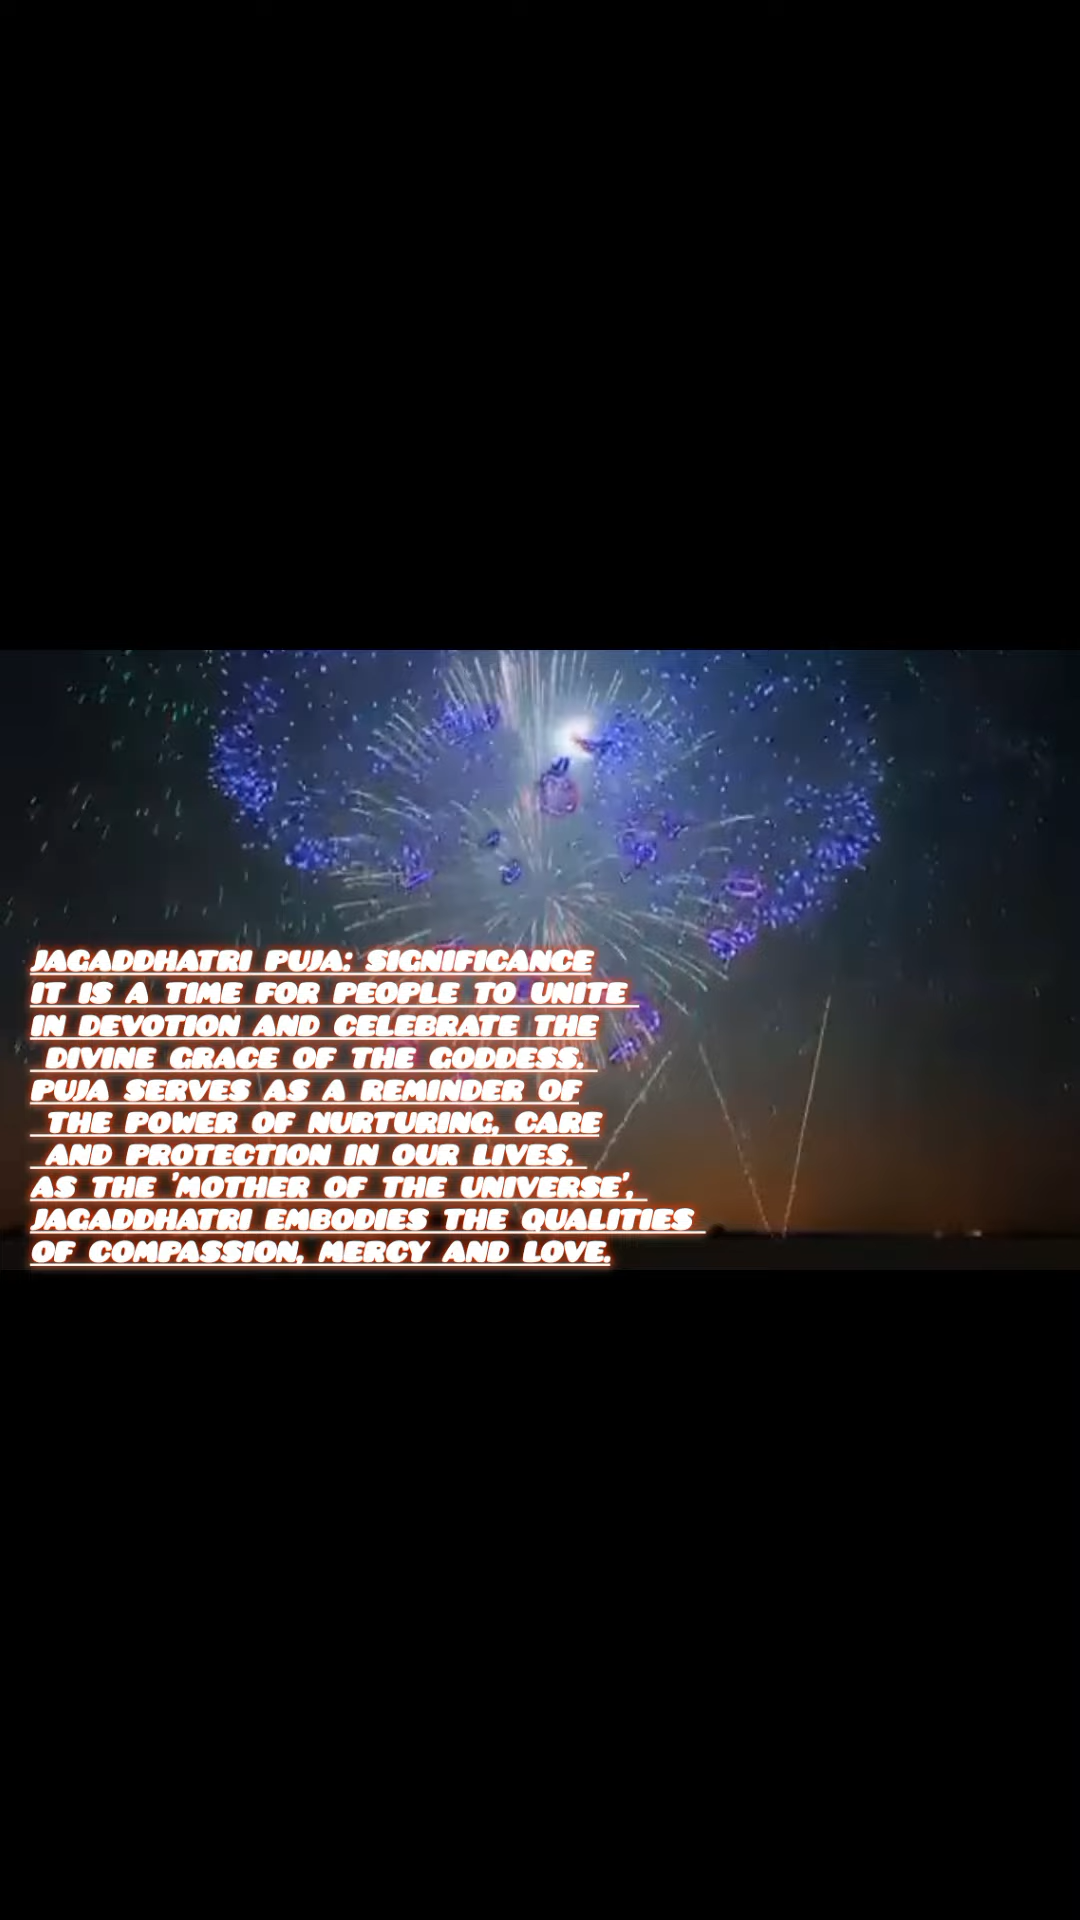 JAGADDHATRI PUJA: SIGNIFICANCE
IT IS A TIME FOR PEOPLE TO UNITE
IN DEVOTION AND CELEBRATE THE
DIVINE GRACE OF THE GODDESS.
PUJA SERVES AS A REMINDER OF
THE POWER OF NURTURING, CARE
AND PROTECTION IN OUR LIVES.
AS THE 'MOTHER OF THE UNIVERSE',
JAGADDHATRI EMBODIES THE QUALITIES
OF COMPASSION, MERCY AND LOVE.